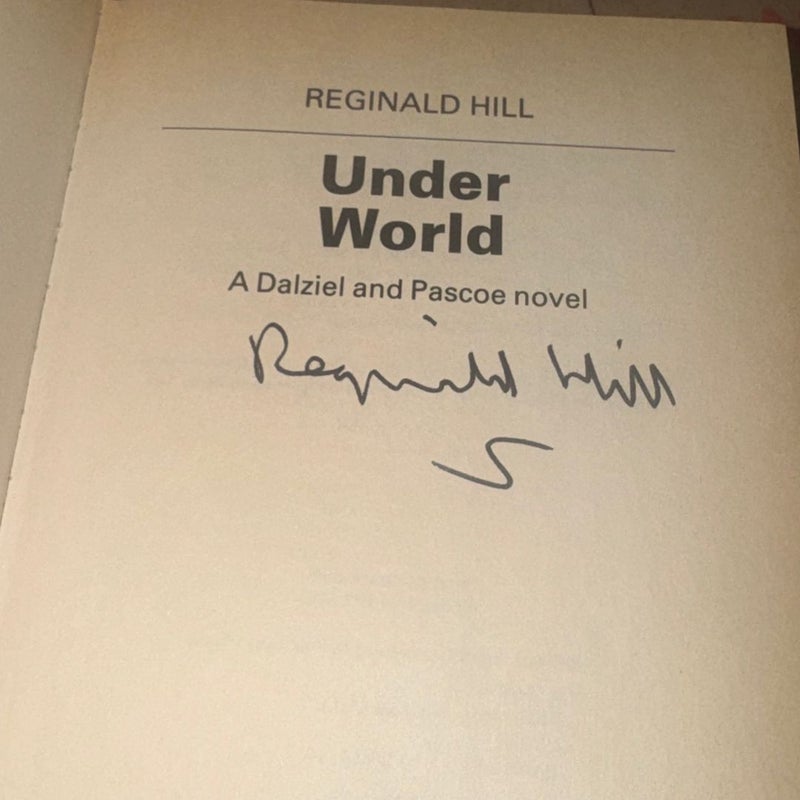 REGINALD HILL
Under
World
A Dalziel and Pascoe novel
Reginald Hill